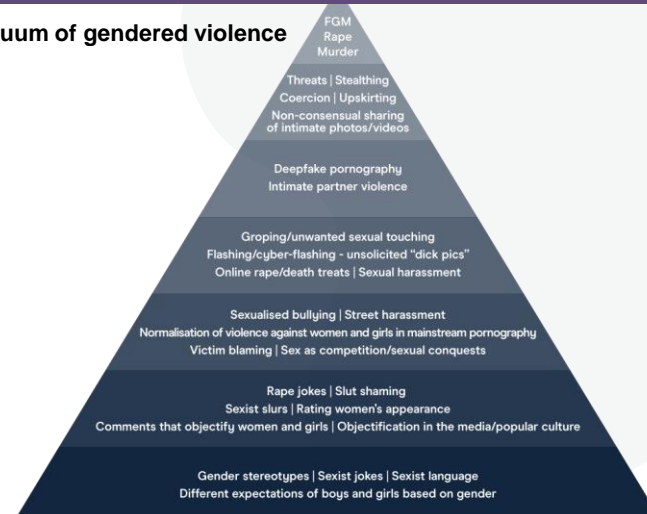 uum of gendered violence
FGM
Rape
Murder
Threats | Stealthing
Coercion | Upskirting
Non-consensual sharing
of intimate photos/videos
Deepfake pornography
Intimate partner violence
Groping/unwanted sexual touching
Flashing/cyber-flashing - unsolicited “dick pics”
Online rape/death treats | Sexual harassment
Sexualised bullying | Street harassment
Normalisation of violence against women and girls in mainstream pornography
Victim blaming | Sex as competition/sexual conquests
Rape jokes | Slut shaming
Sexist slurs | Rating women’s appearance
Comments that objectify women and girls | Objectification in the media/popular culture
Gender stereotypes | Sexist jokes | Sexist language
Different expectations of boys and girls based on gender